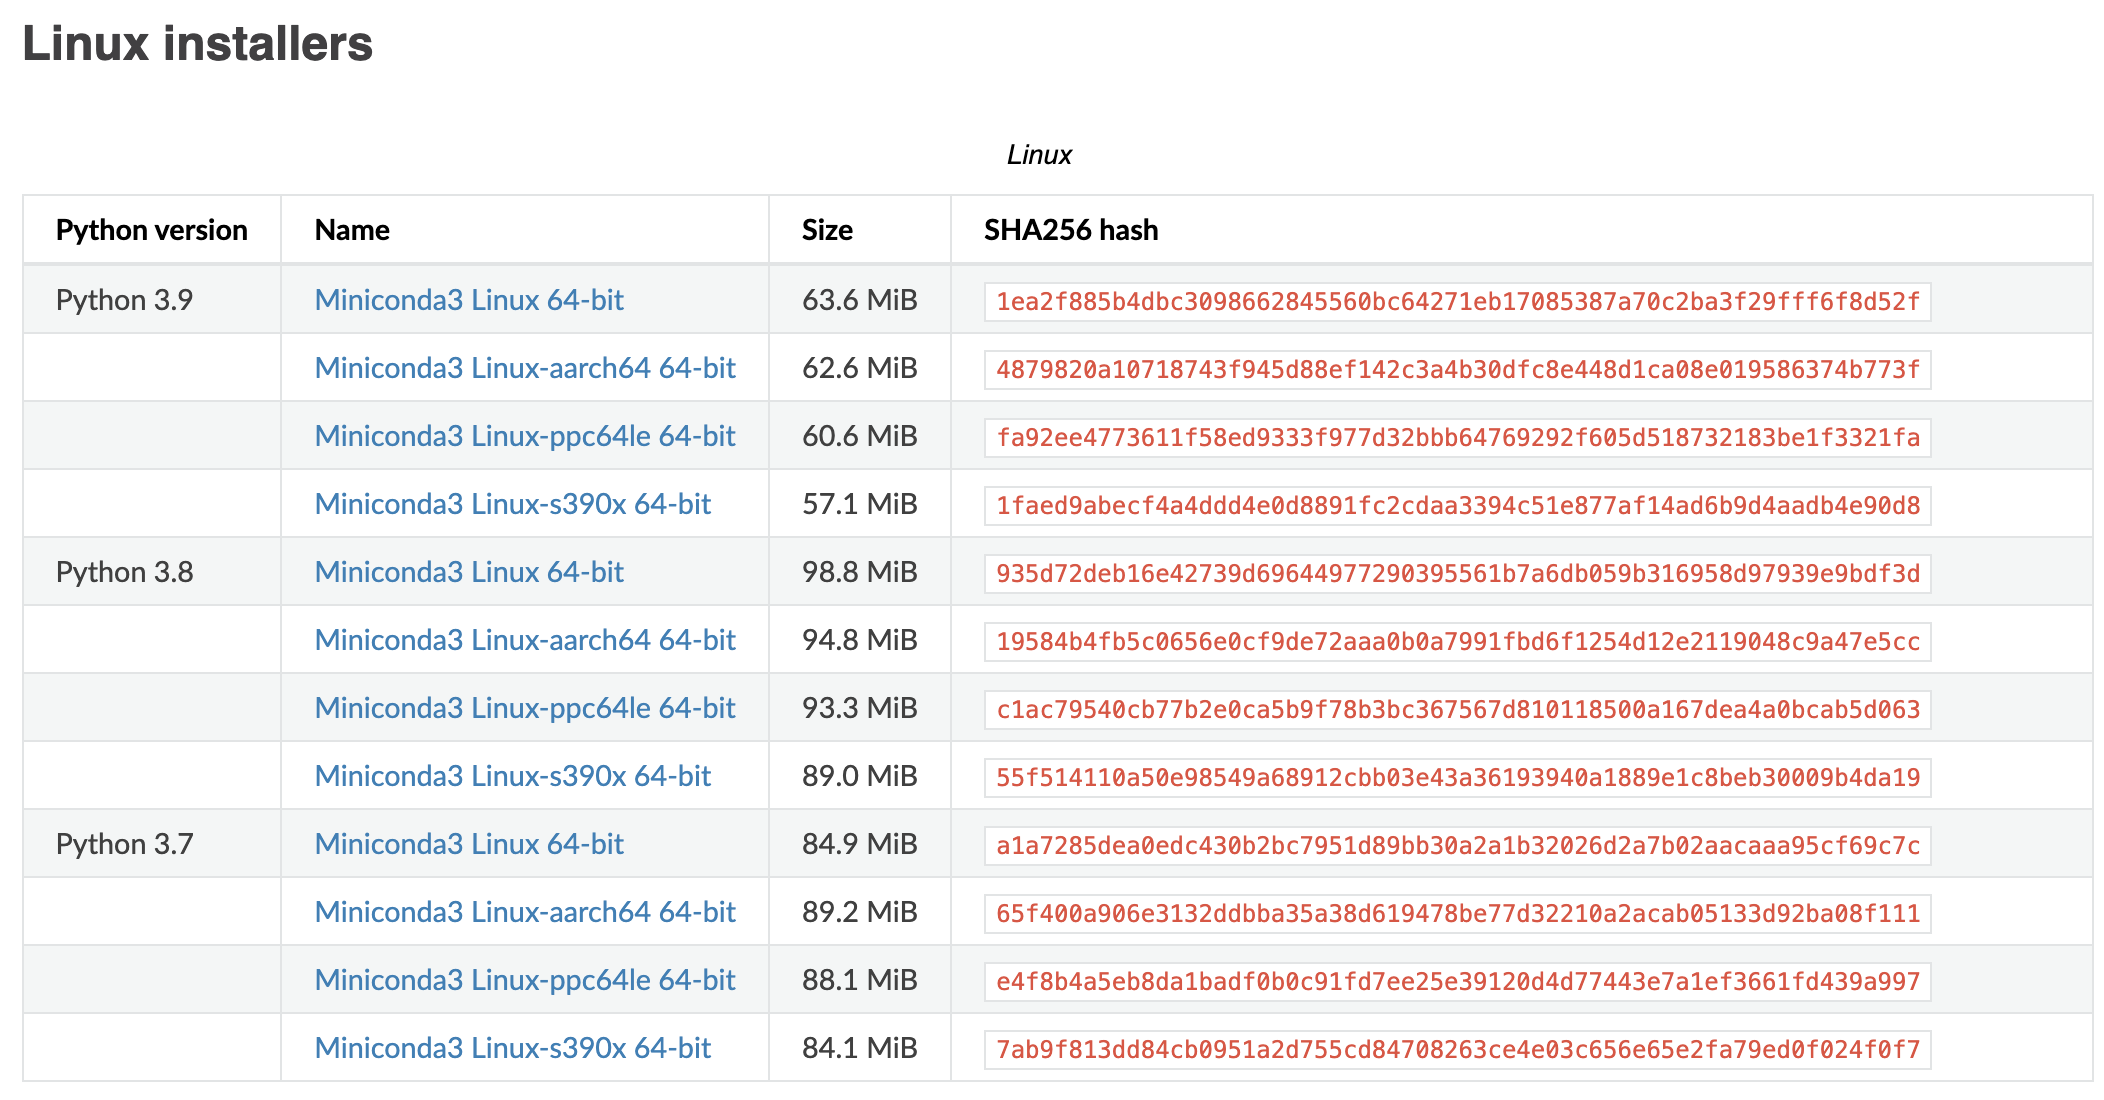 Linux installers
Linux
Python version Name Size SHA256 hash
Python 3.9 Miniconda3 Linux 64-bit 63.6 MiB 1ea2f885b4dbc3098662845560bc64271eb17085387a70c2ba3f29fff6f8d52f
Miniconda3 Linux-aarch64 64-bit 62.6 MiB 4879820a10718743f945d88ef142c3a4b30dfc8e448d1ca08e019586374b773f
Miniconda3 Linux-ppc64le 64-bit 60.6 MiB fa92ee4773611f58ed9333f977d32bbb64769292f605d518732183be1f3321fa
Miniconda3 Linux-s390x 64-bit 57.1 MiB 1faed9abecf4a4ddd4e0d8891fc2cdaa3394c51e877af14ad6b9d4aadb4e90d8
Python 3.8 Miniconda3 Linux 64-bit 98.8 MiB 935d72deb16e42739d69644977290395561b7a6db059b316958d97939e9bdf3d
Miniconda3 Linux-aarch64 64-bit 94.8 MiB 19584b4fb5c0656e0cf9de72aaa0b0a7991fbd6f1254d12e2119048c9a47e5cc
Miniconda3 Linux-ppc64le 64-bit 93.3 MiB c1ac79540cb77b2e0ca5b9f78b3bc367567d810118500a167dea4a0bcab5d063
Miniconda3 Linux-s390x 64-bit 89.0 MiB 55f514110a50e98549a68912cbb03e43a36193940a1889e1c8beb30009b4da19
Python 3.7 Miniconda3 Linux 64-bit 84.9 MiB a1a7285dea0edc430b2bc7951d89bb30a2a1b32026d2a7b02aacaaa95cf69c7c
Miniconda3 Linux-aarch64 64-bit 89.2 MiB 65f400a906e3132ddbba35a38d619478be77d32210a2acab05133d92ba08f111
Miniconda3 Linux-ppc64le 64-bit 88.1 MiB e4f8b4a5eb8da1badf0b0c91fd7ee25e39120d4d77443e7a1ef3661fd439a997
Miniconda3 Linux-s390x 64-bit 84.1 MiB 7ab9f813dd84cb0951a2d755cd84708263ce4e03c656e65e2fa79ed0f024f0f7